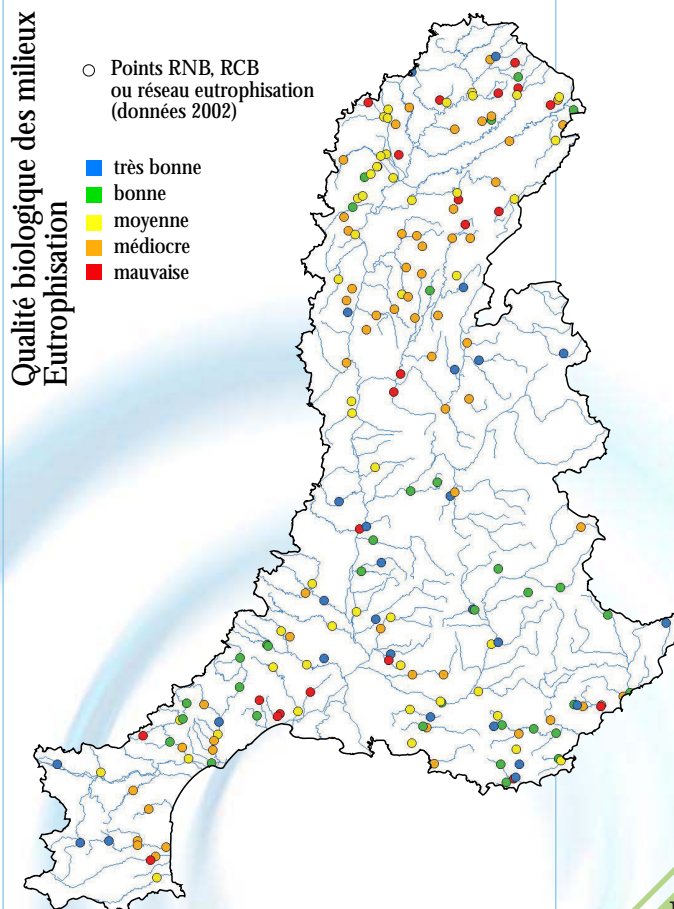 Qualité biologique des milieux
Eutrophisation
Points RNB, RCB
ou réseau eutrophisation
(données 2002)
très bonne
bonne
moyenne
médiocre
mauvaise